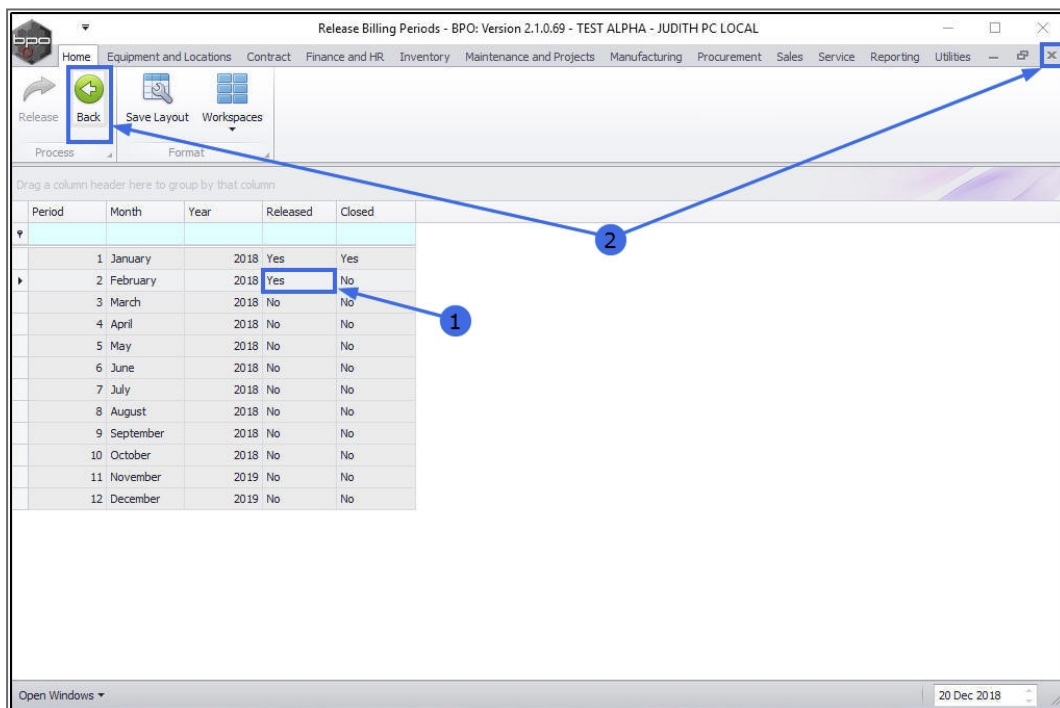 Release Billing Periods - BPO: Version 2.1.0.69 - TEST ALPHA - JUDITH PC LOCAL
BPO
Home Equipment and Locations Contract Finance and HR Inventory Maintenance and Projects Manufacturing Procurement Sales Service Reporting Utilities
Release Back Save Layout Workspaces
Process Format
Drag a column header here to group by that column
Period Month Year Released Closed
2
1 January 2018 Yes Yes
2 February 2018 Yes No
3 March 2018 No No
1
4 April 2018 No No
5 May 2018 No No
6 June 2018 No No
7 July 2018 No No
8 August 2018 No No
9 September 2018 No No
10 October 2018 No No
11 November 2019 No No
12 December 2019 No No
Open Windows 20 Dec 2018